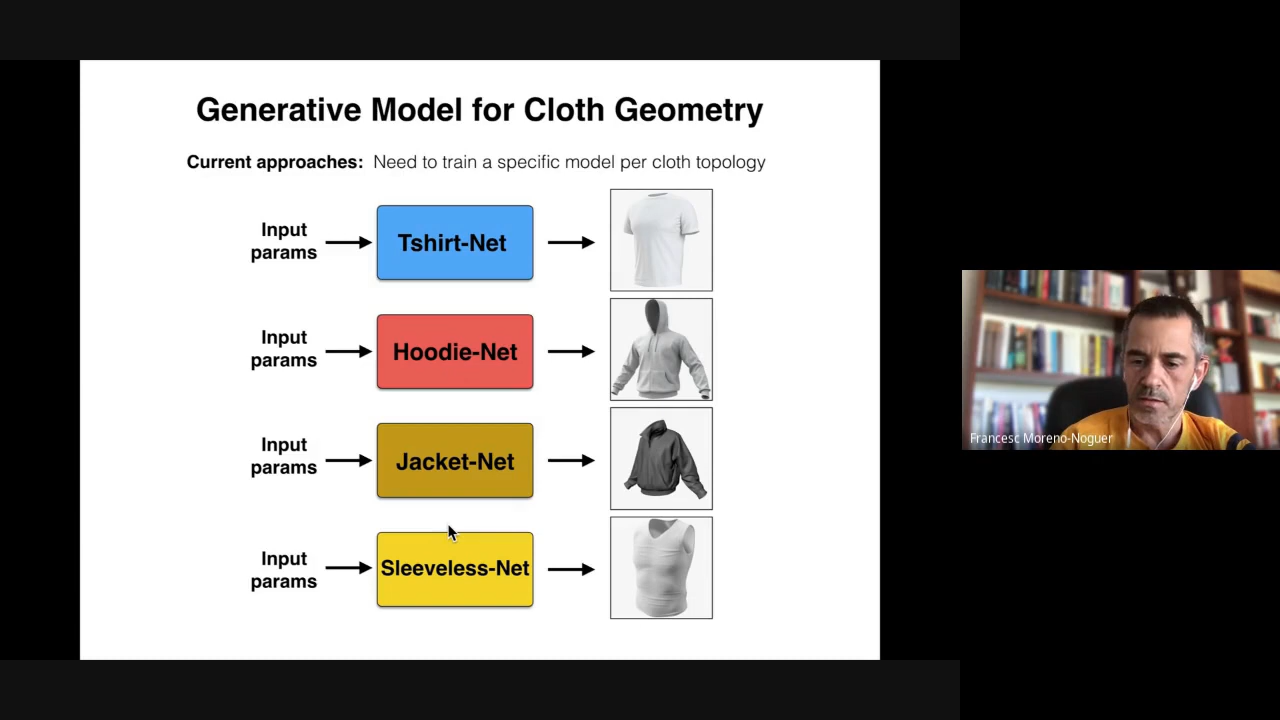 Generative Model for Cloth Geometry
Current approaches: Need to train a specific model per cloth topology
Input
params
Tshirt-Net
Input
params
Hoodie-Net
Input
params
Jacket-Net
Input
params
Sleeveless-Net
Francesc Moreno-Noguer